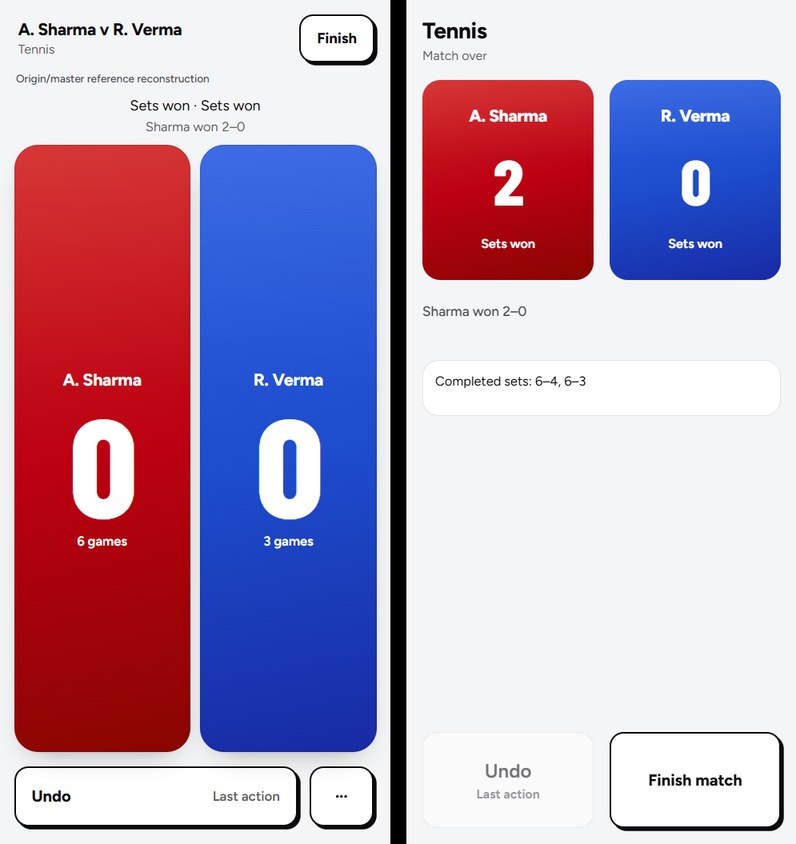 A. Sharma v R. Verma
Tennis
Finish
Origin/master reference reconstruction
Sets won · Sets won
Sharma won 2–0
A. Sharma
0
6 games
R. Verma
0
3 games
Undo
Last action
···
Tennis
Match over
A. Sharma
2
Sets won
R. Verma
0
Sets won
Sharma won 2–0
Completed sets: 6–4, 6–3
Undo
Last action
Finish match